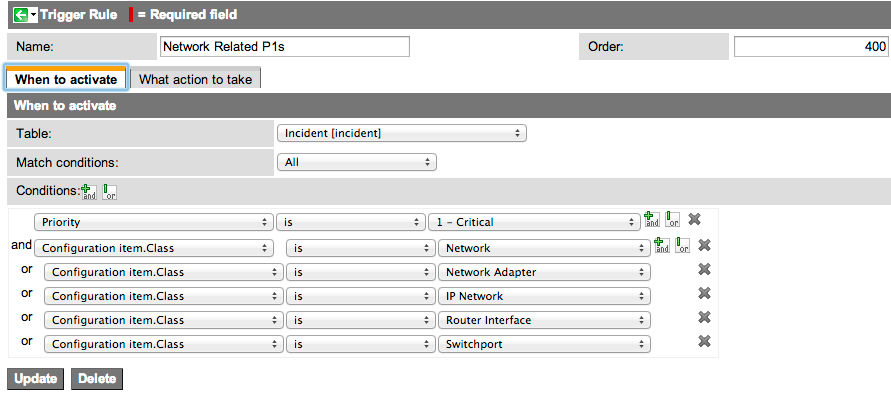 Trigger Rule = Required field
Name: Network Related P1s Order: 400
When to activate What action to take
When to activate
Table: Incident [incident]
Match conditions: All
Conditions: and or
Priority is 1 - Critical and or
and Configuration item.Class is Network and or
or Configuration item.Class is Network Adapter
or Configuration item.Class is IP Network
or Configuration item.Class is Router Interface
or Configuration item.Class is Switchport
Update Delete